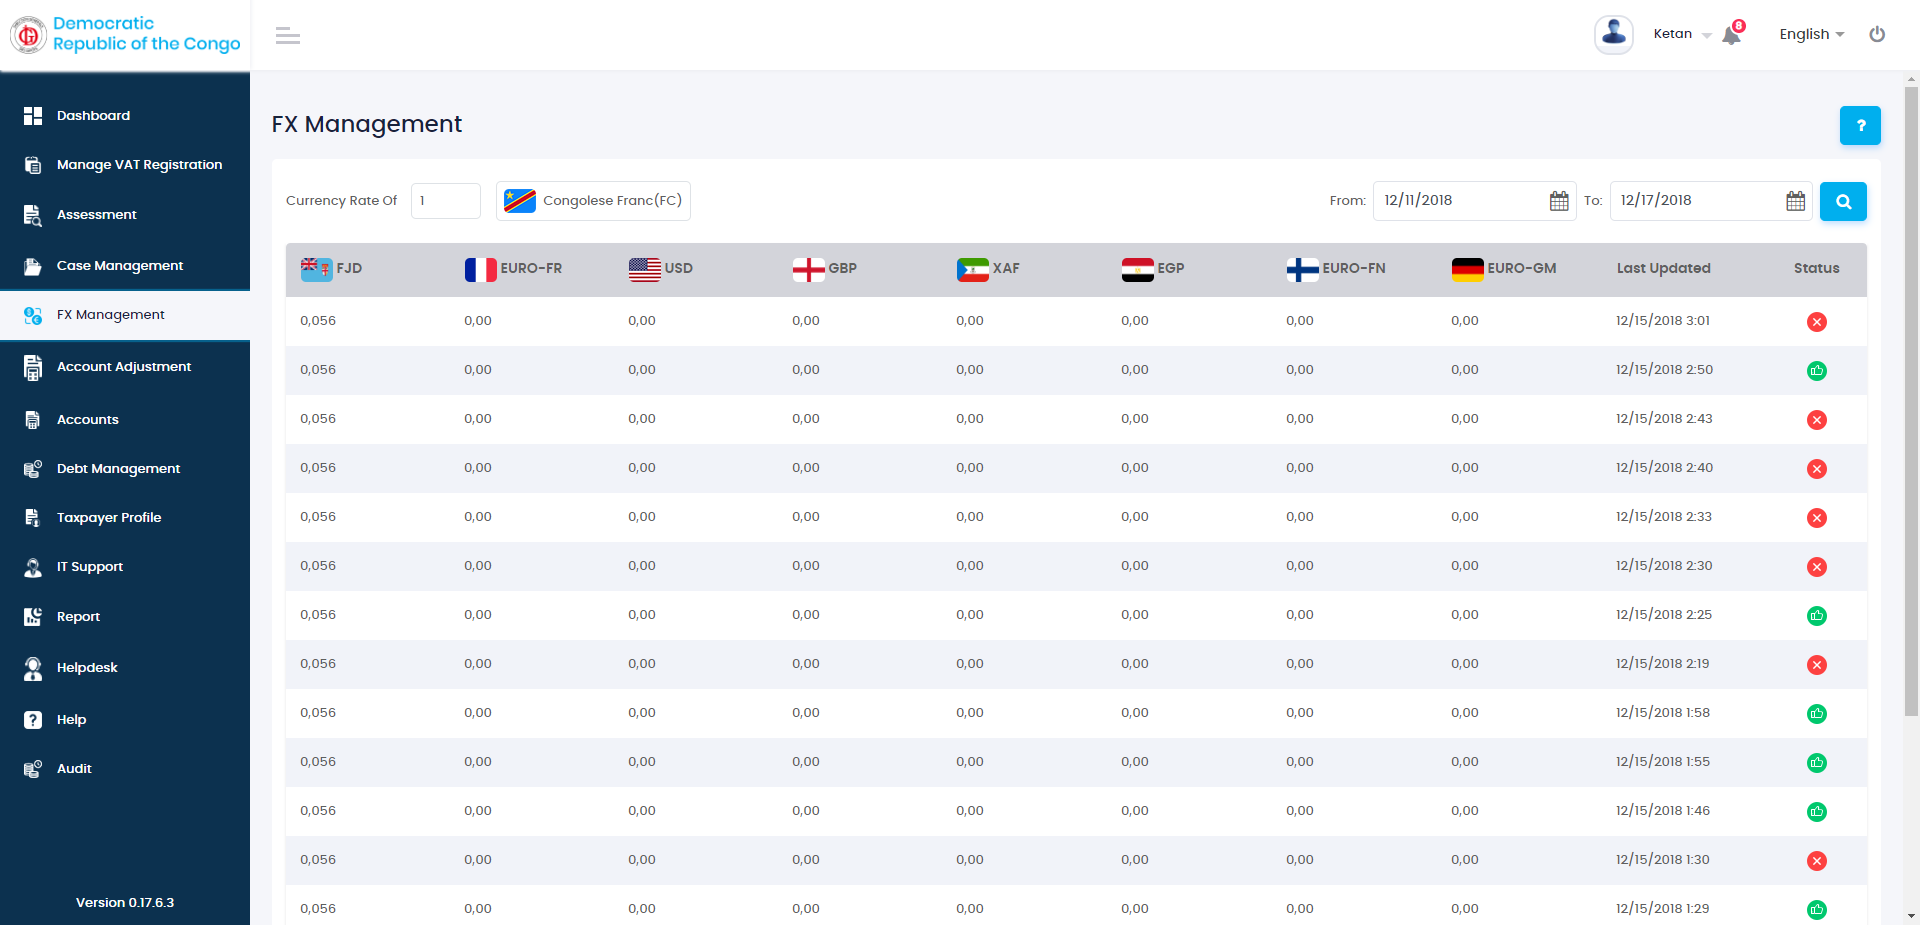 Democratic
Republic of the Congo
Ketan
8
English
Dashboard
Manage VAT Registration
Assessment
Case Management
FX Management
Account Adjustment
Accounts
Debt Management
Taxpayer Profile
IT Support
Report
Helpdesk
Help
Audit
Version 0.17.6.3
FX Management
?
Currency Rate Of 1 Congolese Franc(FC) From: 12/11/2018 To: 12/17/2018
FJD EURO-FR USD GBP XAF EGP EURO-FN EURO-GM Last Updated Status
0,056 0,00 0,00 0,00 0,00 0,00 0,00 0,00 12/15/2018 3:01
0,056 0,00 0,00 0,00 0,00 0,00 0,00 0,00 12/15/2018 2:50
0,056 0,00 0,00 0,00 0,00 0,00 0,00 0,00 12/15/2018 2:43
0,056 0,00 0,00 0,00 0,00 0,00 0,00 0,00 12/15/2018 2:40
0,056 0,00 0,00 0,00 0,00 0,00 0,00 0,00 12/15/2018 2:33
0,056 0,00 0,00 0,00 0,00 0,00 0,00 0,00 12/15/2018 2:30
0,056 0,00 0,00 0,00 0,00 0,00 0,00 0,00 12/15/2018 2:25
0,056 0,00 0,00 0,00 0,00 0,00 0,00 0,00 12/15/2018 2:19
0,056 0,00 0,00 0,00 0,00 0,00 0,00 0,00 12/15/2018 1:58
0,056 0,00 0,00 0,00 0,00 0,00 0,00 0,00 12/15/2018 1:55
0,056 0,00 0,00 0,00 0,00 0,00 0,00 0,00 12/15/2018 1:46
0,056 0,00 0,00 0,00 0,00 0,00 0,00 0,00 12/15/2018 1:30
0,056 0,00 0,00 0,00 0,00 0,00 0,00 0,00 12/15/2018 1:29